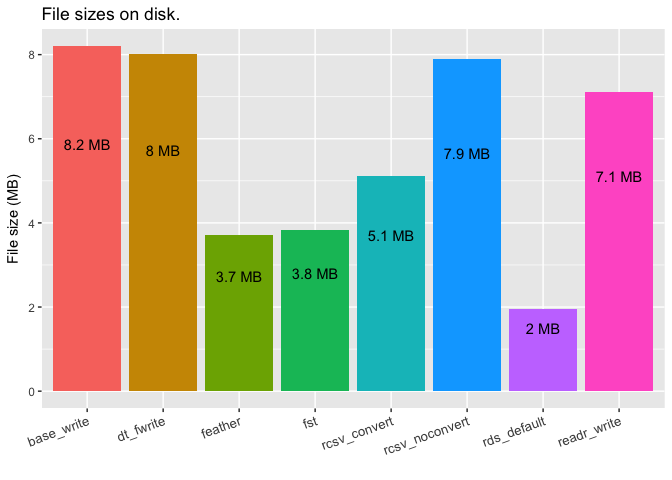 File sizes on disk.
File size (MB)
8
6
4
2
0
8.2 MB
8 MB
3.7 MB
3.8 MB
5.1 MB
7.9 MB
2 MB
7.1 MB
base_write
dt_fwrite
feather
fst
rcsv_convert
rcsv_noconvert
rds_default
readr_write